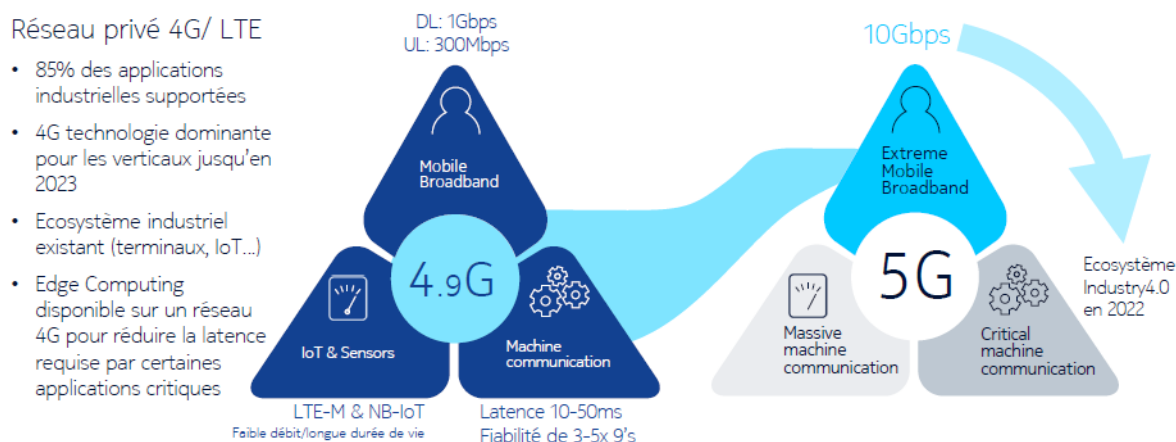 Réseau privé 4G/ LTE
• 85% des applications
industrielles supportées
• 4G technologie dominante
pour les verticaux jusqu'en
2023
• Ecosystème industriel
existant (terminaux, IoT...)
• Edge Computing
disponible sur un réseau
4G pour réduire la latence
requise par certaines
applications critiques
DL: 1Gbps
UL: 300Mbps
Mobile
Broadband
4.9G
IoT & Sensors
Machine
communication
LTE-M & NB-IoT
Faible débit/longue durée de vie
Latence 10-50ms
Fiabilité de 3-5x 9's
10Gbps
Extreme
Mobile
Broadband
5G
Massive
machine
communication
Critical
machine
communication
Ecosystème
Industry4.0
en 2022